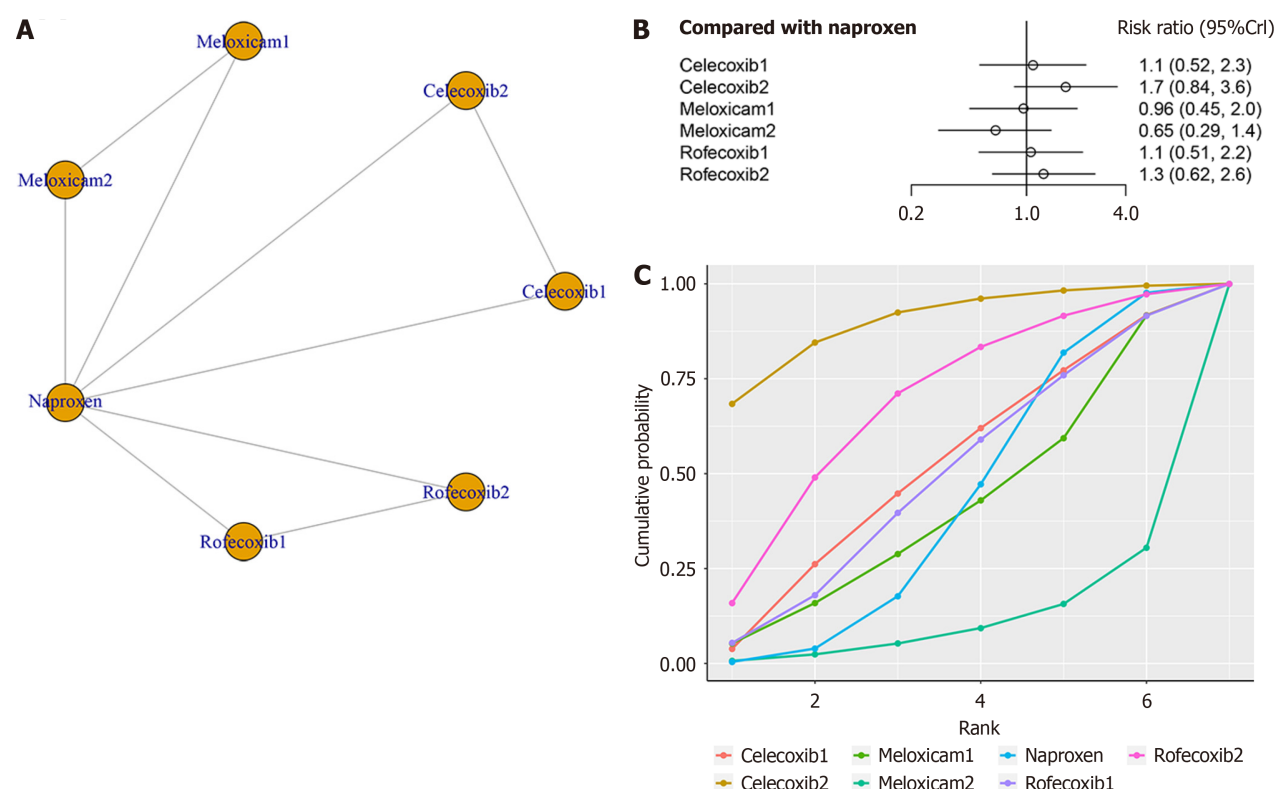 A
Meloxicam1
Celecoxib2
Meloxicam2
Celecoxib1
Naproxen
Rofecoxib2
Rofecoxib1
B Compared with naproxen Risk ratio (95%CrI)
Celecoxib1 1.1 (0.52, 2.3)
Celecoxib2 1.7 (0.84, 3.6)
Meloxicam1 0.96 (0.45, 2.0)
Meloxicam2 0.65 (0.29, 1.4)
Rofecoxib1 1.1 (0.51, 2.2)
Rofecoxib2 1.3 (0.62, 2.6)
0.2 1.0 4.0
C
Cumulative probability
1.00
0.75
0.50
0.25
0.00
2 4 6
Rank
Celecoxib1 Meloxicam1 Naproxen Rofecoxib2
Celecoxib2 Meloxicam2 Rofecoxib1